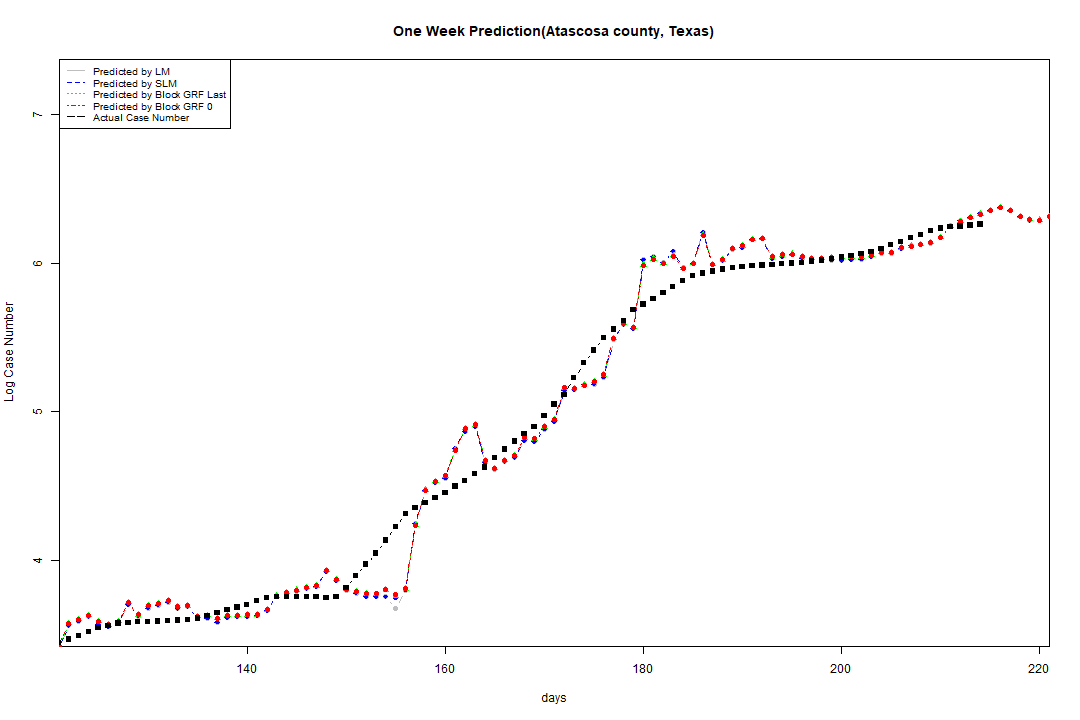 One Week Prediction(Atascosa county, Texas)
Predicted by LM
Predicted by SLM
Predicted by Block GRF Last
Predicted by Block GRF 0
Actual Case Number
7
6
5
4
Log Case Number
140
160
180
200
220
days